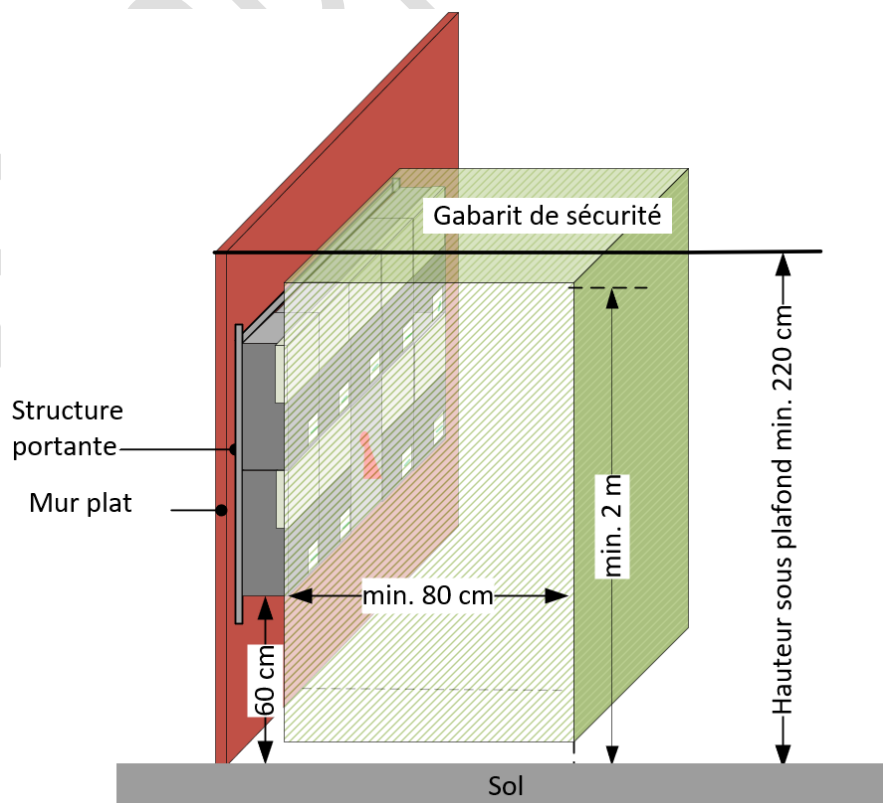 Gabarit de sécurité
Structure
portante
Mur plat
min. 80 cm
60 cm
min. 2 m
Hauteur sous plafond min. 220 cm
Sol